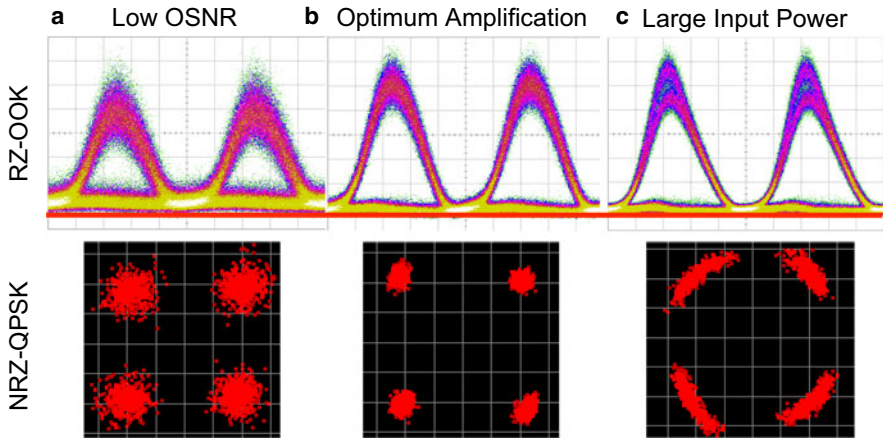 a Low OSNR
b Optimum Amplification
c Large Input Power
RZ-OOK
NRZ-QPSK